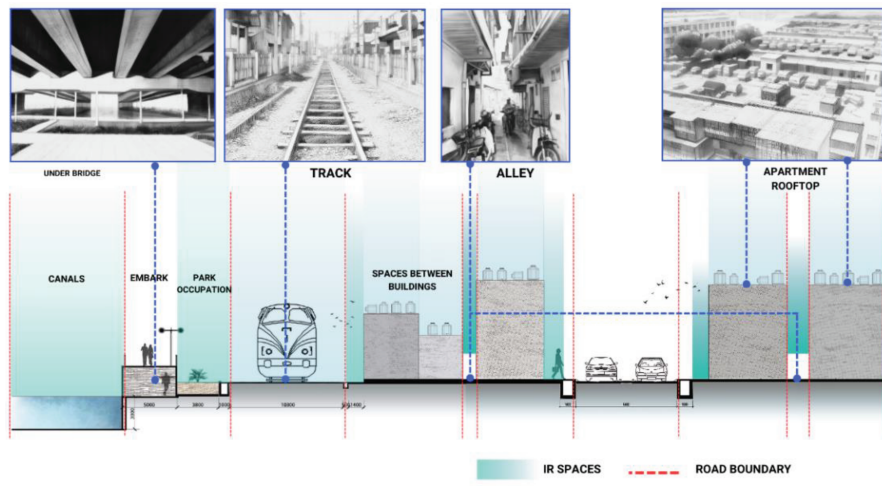 UNDER BRIDGE
TRACK
ALLEY
APARTMENT
ROOFTOP
CANALS
EMBARK
PARK
OCCUPATION
SPACES BETWEEN
BUILDINGS
IR SPACES
ROAD BOUNDARY